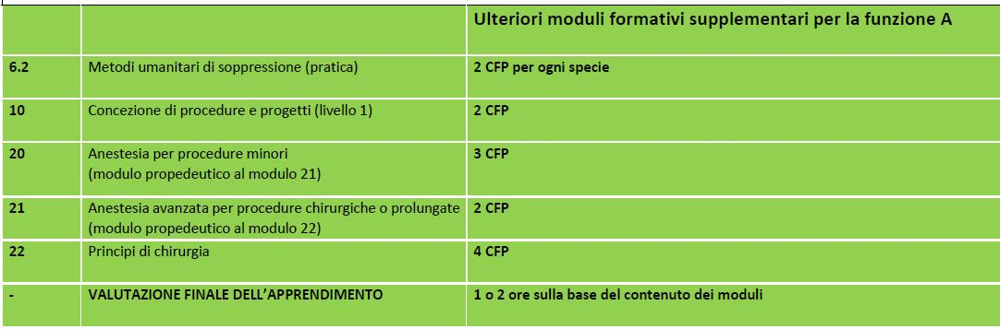 Ulteriori moduli formativi supplementari per la funzione A
6.2 Metodi umanitari di soppressione (pratica) 2 CFP per ogni specie
10 Concezione di procedure e progetti (livello 1) 2 CFP
20 Anestesia per procedure minori 3 CFP
(modulo propedeutico al modulo 21)
21 Anestesia avanzata per procedure chirurgiche o prolungate 2 CFP
(modulo propedeutico al modulo 22)
22 Principi di chirurgia 4 CFP
- VALUTAZIONE FINALE DELL'APPRENDIMENTO 1 o 2 ore sulla base del contenuto dei moduli